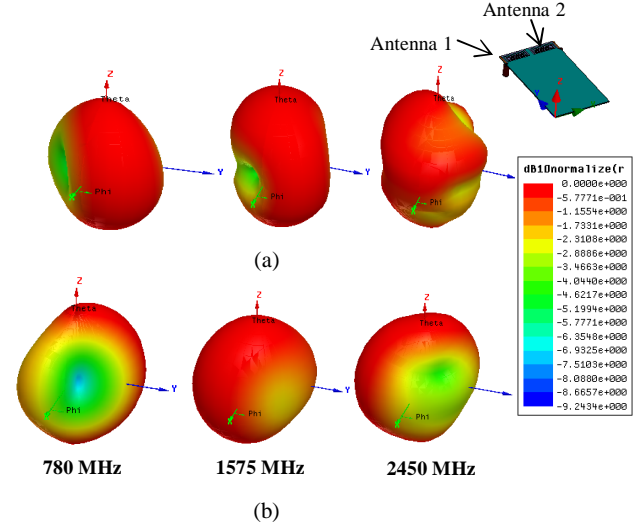 Antenna 2
Antenna 1
Z
Theta
Y
Phi
X
Z
Theta
Y
Phi
X
Z
Theta
Y
Phi
X
Z
Y
dB10normalize(r
0.0000e+000
-5.7771e-001
-1.1554e+000
-1.7331e+000
-2.3108e+000
-2.8886e+000
-3.4663e+000
-4.0440e+000
-4.6217e+000
-5.1994e+000
-5.7771e+000
-6.3548e+000
-6.9325e+000
-7.5103e+000
-8.0880e+000
-8.6657e+000
-9.2434e+000
(a)
Z
Theta
Y
Phi
X
Z
Theta
Y
Phi
X
Z
Theta
Y
Phi
X
780 MHz
1575 MHz
2450 MHz
(b)